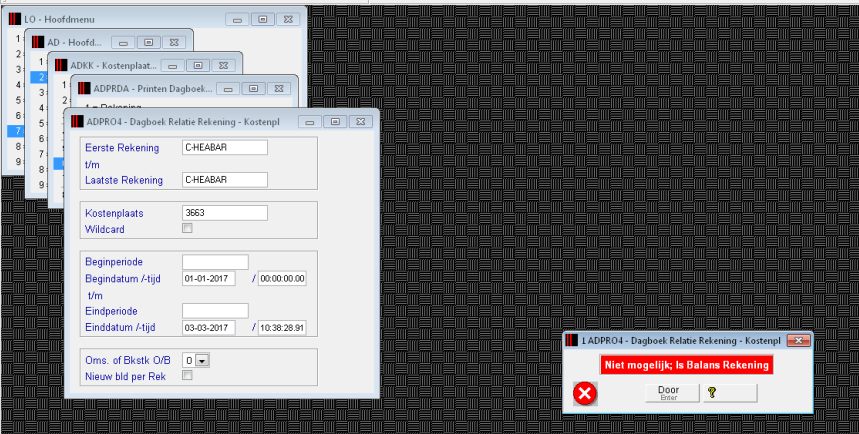 LO - Hoofdmenu
AD - Hoofd...
ADKK - Kostenplaat...
ADPRDA - Printen Dagboek...
ADPRO4 - Dagboek Relatie Rekening - Kostenpl
Eerste Rekening C-HEABAR
t/m
Laatste Rekening C-HEABAR
Kostenplaats 3663
Wildcard
Beginperiode
Begindatum /-tijd 01-01-2017 / 00:00:00.00
t/m
Eindperiode
Einddatum /-tijd 03-03-2017 / 10:38:28.91
Oms. of Bkstk O/B O
Nieuw bld per Rek
1 ADPRO4 - Dagboek Relatie Rekening - Kostenpl
Niet mogelijk; Is Balans Rekening
Door
Enter
?